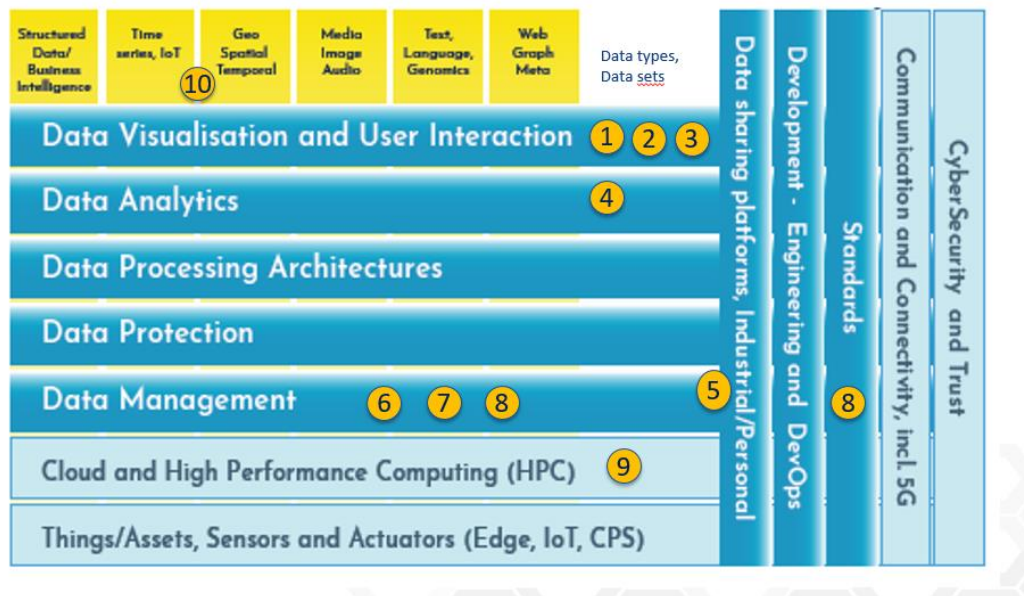 Structured
Data/
Business
Intelligence
Time
series, IoT
Geo
Spatial
Temporal
Media
Image
Audio
Text,
Language,
Genomics
Web
Graph
Meta
Data types,
Data sets
10
Data Visualisation and User Interaction 1 2 3
Data Analytics 4
Data Processing Architectures
Data Protection
Data Management 6 7 8 5
Cloud and High Performance Computing (HPC) 9
Things/Assets, Sensors and Actuators (Edge, IoT, CPS)
Data sharing platforms, Industrial/Personal
Development - Engineering and DevOps
Standards
8
Communication and Connectivity, incl. 5G
CyberSecurity and Trust